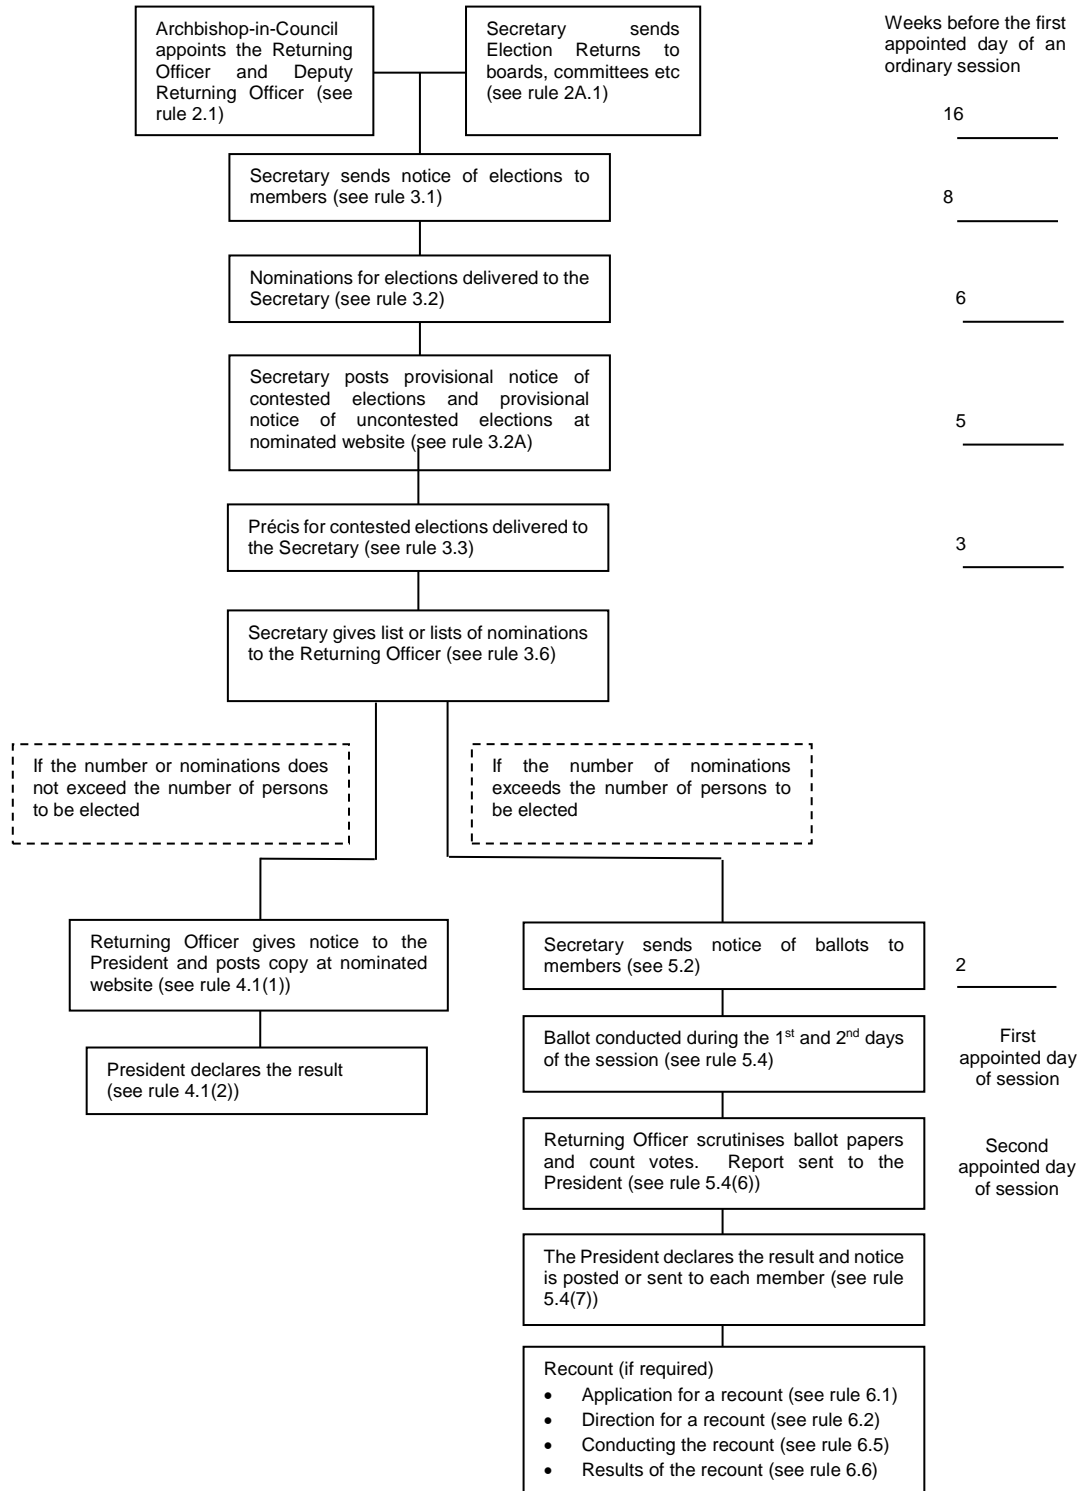 Archbishop-in-Council
appoints the Returning
Officer and Deputy
Returning Officer (see
rule 2.1)
Secretary sends
Election Returns to
boards, committees etc
(see rule 2A.1)
Weeks before the first
appointed day of an
ordinary session
16
Secretary sends notice of elections to
members (see rule 3.1)
8
Nominations for elections delivered to the
Secretary (see rule 3.2)
6
Secretary posts provisional notice of
contested elections and provisional
notice of uncontested elections at
nominated website (see rule 3.2A)
5
Précis for contested elections delivered to
the Secretary (see rule 3.3)
3
Secretary gives list or lists of nominations
to the Returning Officer (see rule 3.6)
If the number or nominations does
not exceed the number of persons
to be elected
If the number of nominations
exceeds the number of persons to
be elected
Returning Officer gives notice to the
President and posts copy at nominated
website (see rule 4.1(1))
President declares the result
(see rule 4.1(2))
Secretary sends notice of ballots to
members (see 5.2)
2
Ballot conducted during the 1st and 2nd days
of the session (see rule 5.4)
First
appointed day
of session
Returning Officer scrutinises ballot papers
and count votes. Report sent to the
President (see rule 5.4(6))
Second
appointed day
of session
The President declares the result and notice
is posted or sent to each member (see rule
5.4(7))
Recount (if required)
• Application for a recount (see rule 6.1)
• Direction for a recount (see rule 6.2)
• Conducting the recount (see rule 6.5)
• Results of the recount (see rule 6.6)